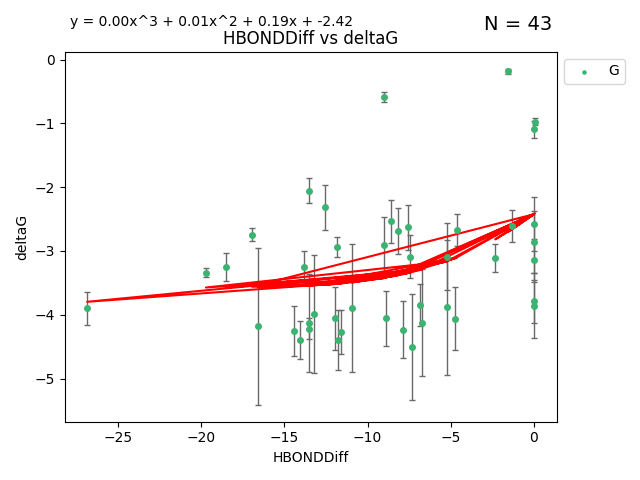 y = 0.00x^3 + 0.01x^2 + 0.19x + -2.42
N = 43
HBONDDiff vs deltaG
G
deltaG
0
−1
−2
−3
−4
−5
−25
−20
−15
−10
−5
0
HBONDDiff